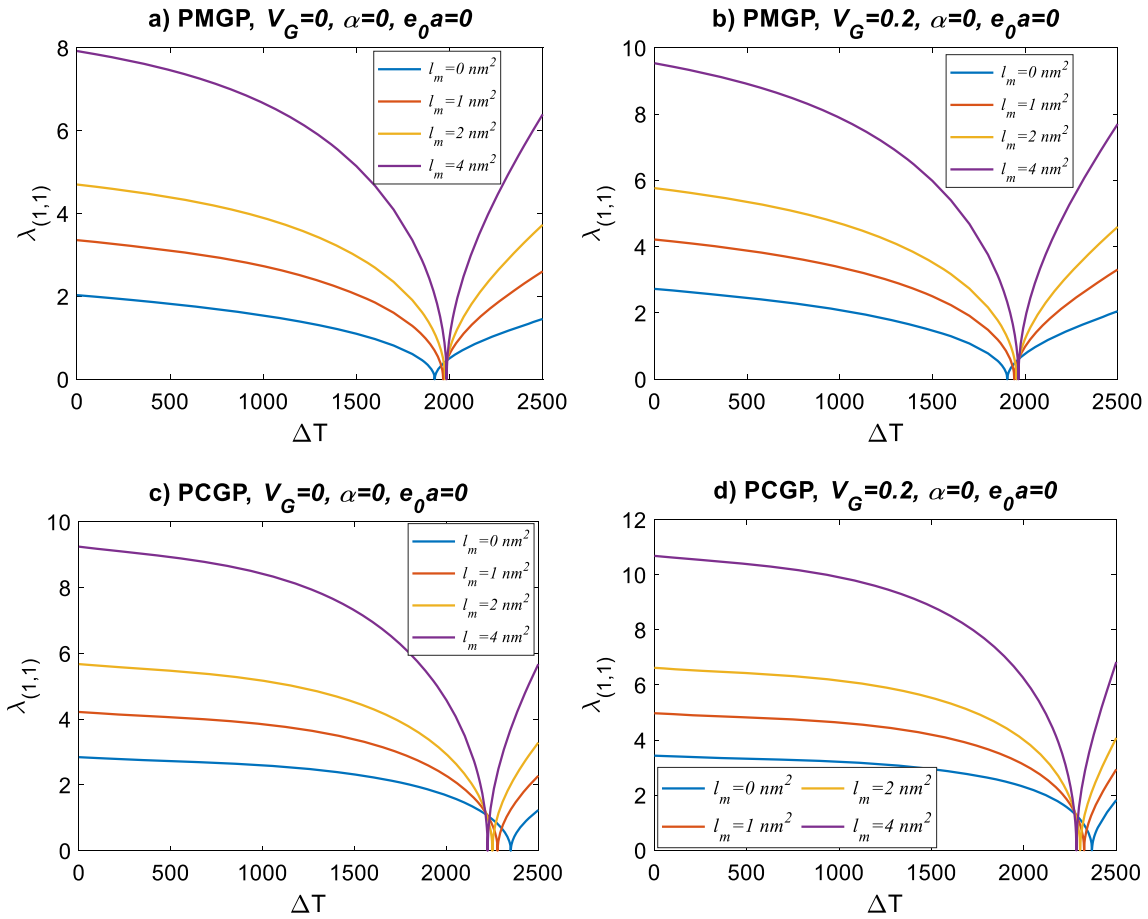 a) PMGP, V_G=0, α=0, e_0a=0
8
6
4
2
0
λ_(1,1)
l_m=0 nm^2
l_m=1 nm^2
l_m=2 nm^2
l_m=4 nm^2
0 500 1000 1500 2000 2500
ΔT
b) PMGP, V_G=0.2, α=0, e_0a=0
10
8
6
4
2
0
λ_(1,1)
l_m=0 nm^2
l_m=1 nm^2
l_m=2 nm^2
l_m=4 nm^2
0 500 1000 1500 2000 2500
ΔT
c) PCGP, V_G=0, α=0, e_0a=0
10
8
6
4
2
0
λ_(1,1)
l_m=0 nm^2
l_m=1 nm^2
l_m=2 nm^2
l_m=4 nm^2
0 500 1000 1500 2000 2500
ΔT
d) PCGP, V_G=0.2, α=0, e_0a=0
12
10
8
6
4
2
0
λ_(1,1)
l_m=0 nm^2 l_m=2 nm^2
l_m=1 nm^2 l_m=4 nm^2
0 500 1000 1500 2000 2500
ΔT